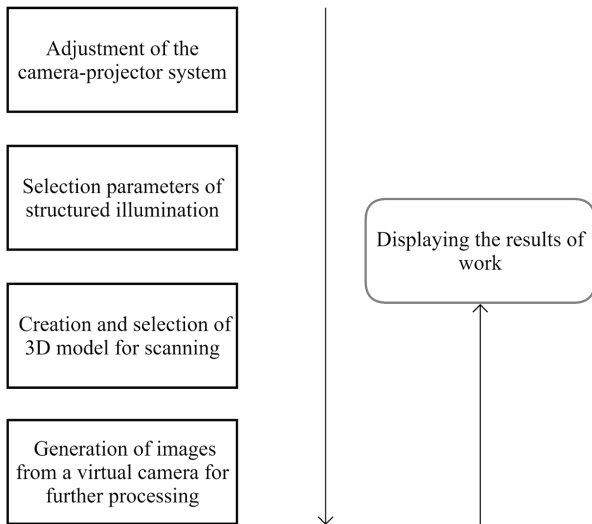 Adjustment of the
camera-projector system
Selection parameters of
structured illumination
Creation and selection of
3D model for scanning
Generation of images
from a virtual camera for
further processing
Displaying the results of
work